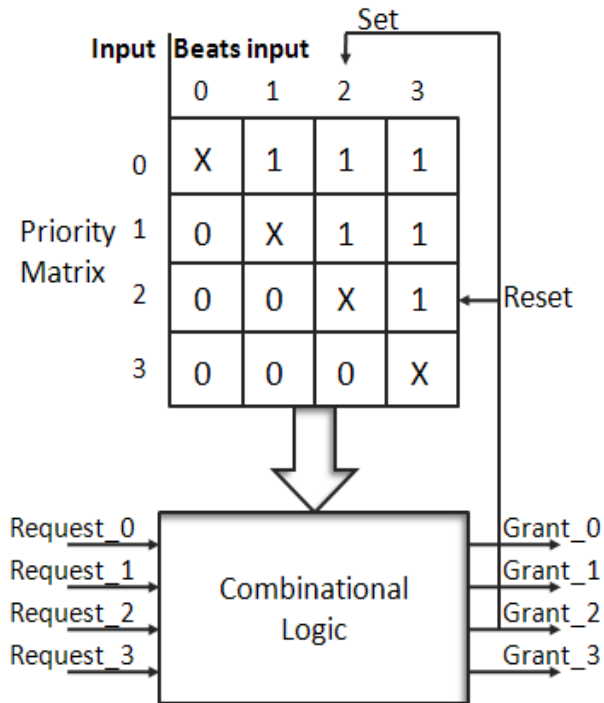 Set
Input Beats input
0 1 2 3
0 X 1 1 1
Priority Matrix
1 0 X 1 1
2 0 0 X 1
Reset
3 0 0 0 X
Request_0
Request_1
Request_2
Request_3
Combinational
Logic
Grant_0
Grant_1
Grant_2
Grant_3